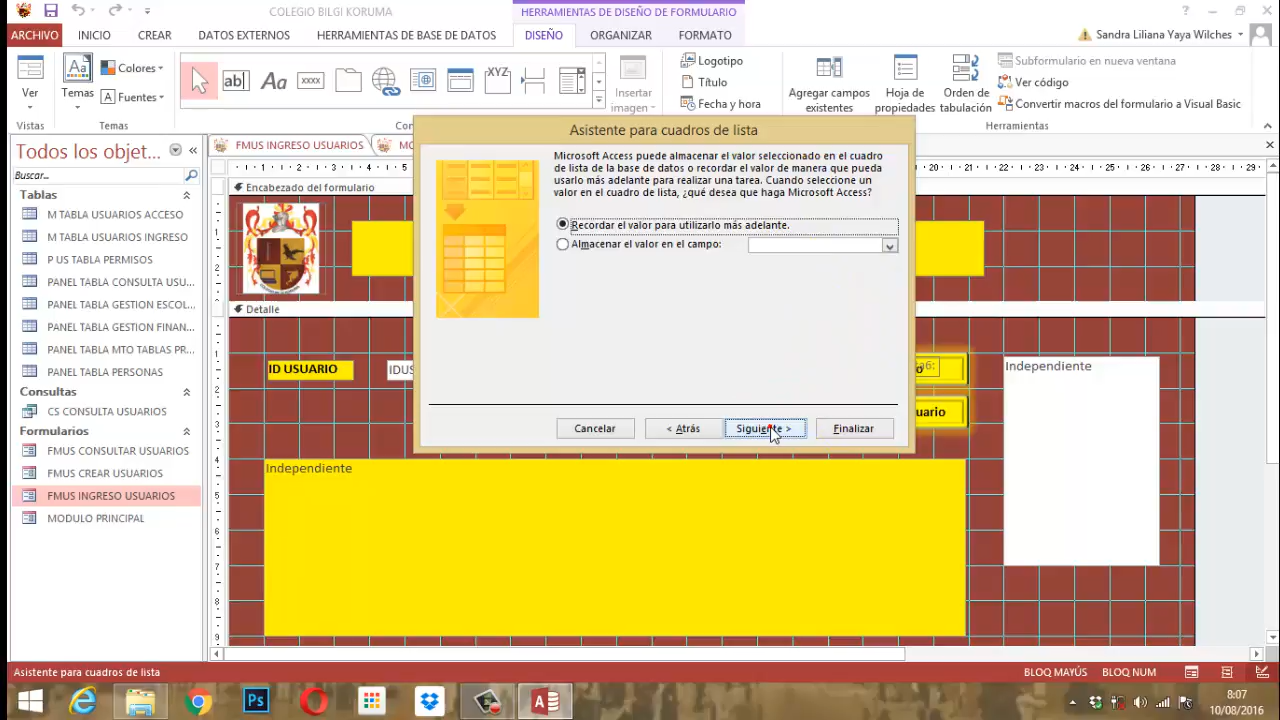 COLEGIO BILGI KORUMA
HERRAMIENTAS DE DISEÑO DE FORMULARIO
ARCHIVO
INICIO
CREAR
DATOS EXTERNOS
HERRAMIENTAS DE BASE DE DATOS
DISEÑO
ORGANIZAR
FORMATO
Sandra Liliana Yaya Wilches
Ver
Vistas
Temas
Colores
Fuentes
Temas
Insertar
imagen
Logotipo
Título
Fecha y hora
Agregar campos
existentes
Hoja de
propiedades
Orden de
tabulación
Subformulario en nueva ventana
Ver código
Convertir macros del formulario a Visual Basic
Herramientas
Todos los objet...
Buscar...
Tablas
M TABLA USUARIOS ACCESO
M TABLA USUARIOS INGRESO
P US TABLA PERMISOS
PANEL TABLA CONSULTA USU...
PANEL TABLA GESTION ESCOL...
PANEL TABLA GESTION FINAN...
PANEL TABLA MTO TABLAS PR...
PANEL TABLA PERSONAS
Consultas
CS CONSULTA USUARIOS
Formularios
FMUS CONSULTAR USUARIOS
FMUS CREAR USUARIOS
FMUS INGRESO USUARIOS
MODULO PRINCIPAL
FMUS INGRESO USUARIOS
Encabezado del formulario
Detalle
ID USUARIO
Independiente
Independiente
Asistente para cuadros de lista
Microsoft Access puede almacenar el valor seleccionado en el cuadro
de lista de la base de datos o recordar el valor de manera que pueda
usarlo más adelante para realizar una tarea. Cuando seleccione un
valor en el cuadro de lista, ¿qué desea que haga Microsoft Access?
Recordar el valor para utilizarlo más adelante.
Almacenar el valor en el campo:
Cancelar
< Atrás
Siguiente >
Finalizar
Asistente para cuadros de lista
BLOQ MAYÚS
BLOQ NUM
8:07
10/08/2016